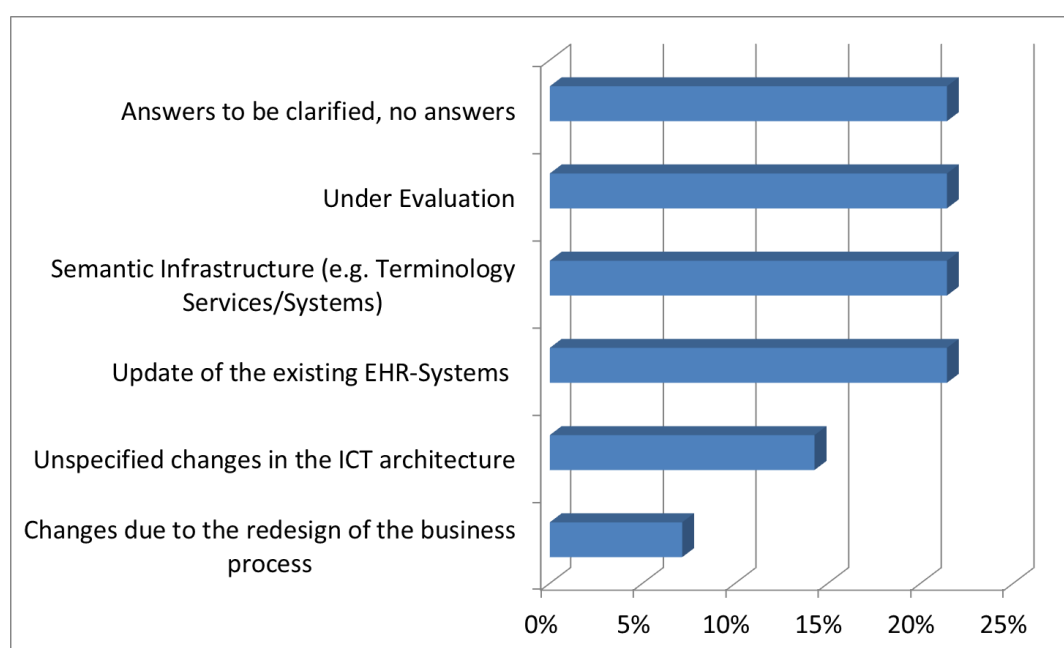 Answers to be clarified, no answers
Under Evaluation
Semantic Infrastructure (e.g. Terminology
Services/Systems)
Update of the existing EHR-Systems
Unspecified changes in the ICT architecture
Changes due to the redesign of the business
process
0% 5% 10% 15% 20% 25%